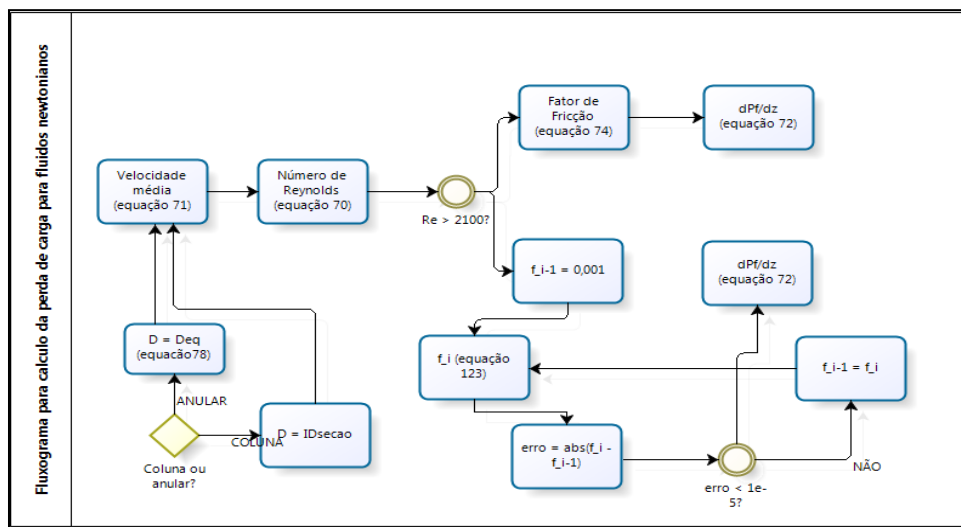 Fluxograma para calculo da perda de carga para fluidos newtonianos
Fator de
Fricção
(equação 74)
dPf/dz
(equação 72)
Velocidade
média
(equação 71)
Número de
Reynolds
(equação 70)
Re > 2100?
f_i-1 = 0,001
dPf/dz
(equação 72)
D = Deq
(equacão78)
f_i (equação
123)
f_i-1 = f_i
ANULAR
D = IDsecao
COLUNA
Coluna ou
anular?
erro = abs(f_i -
f_i-1)
NÃO
erro < 1e-
5?